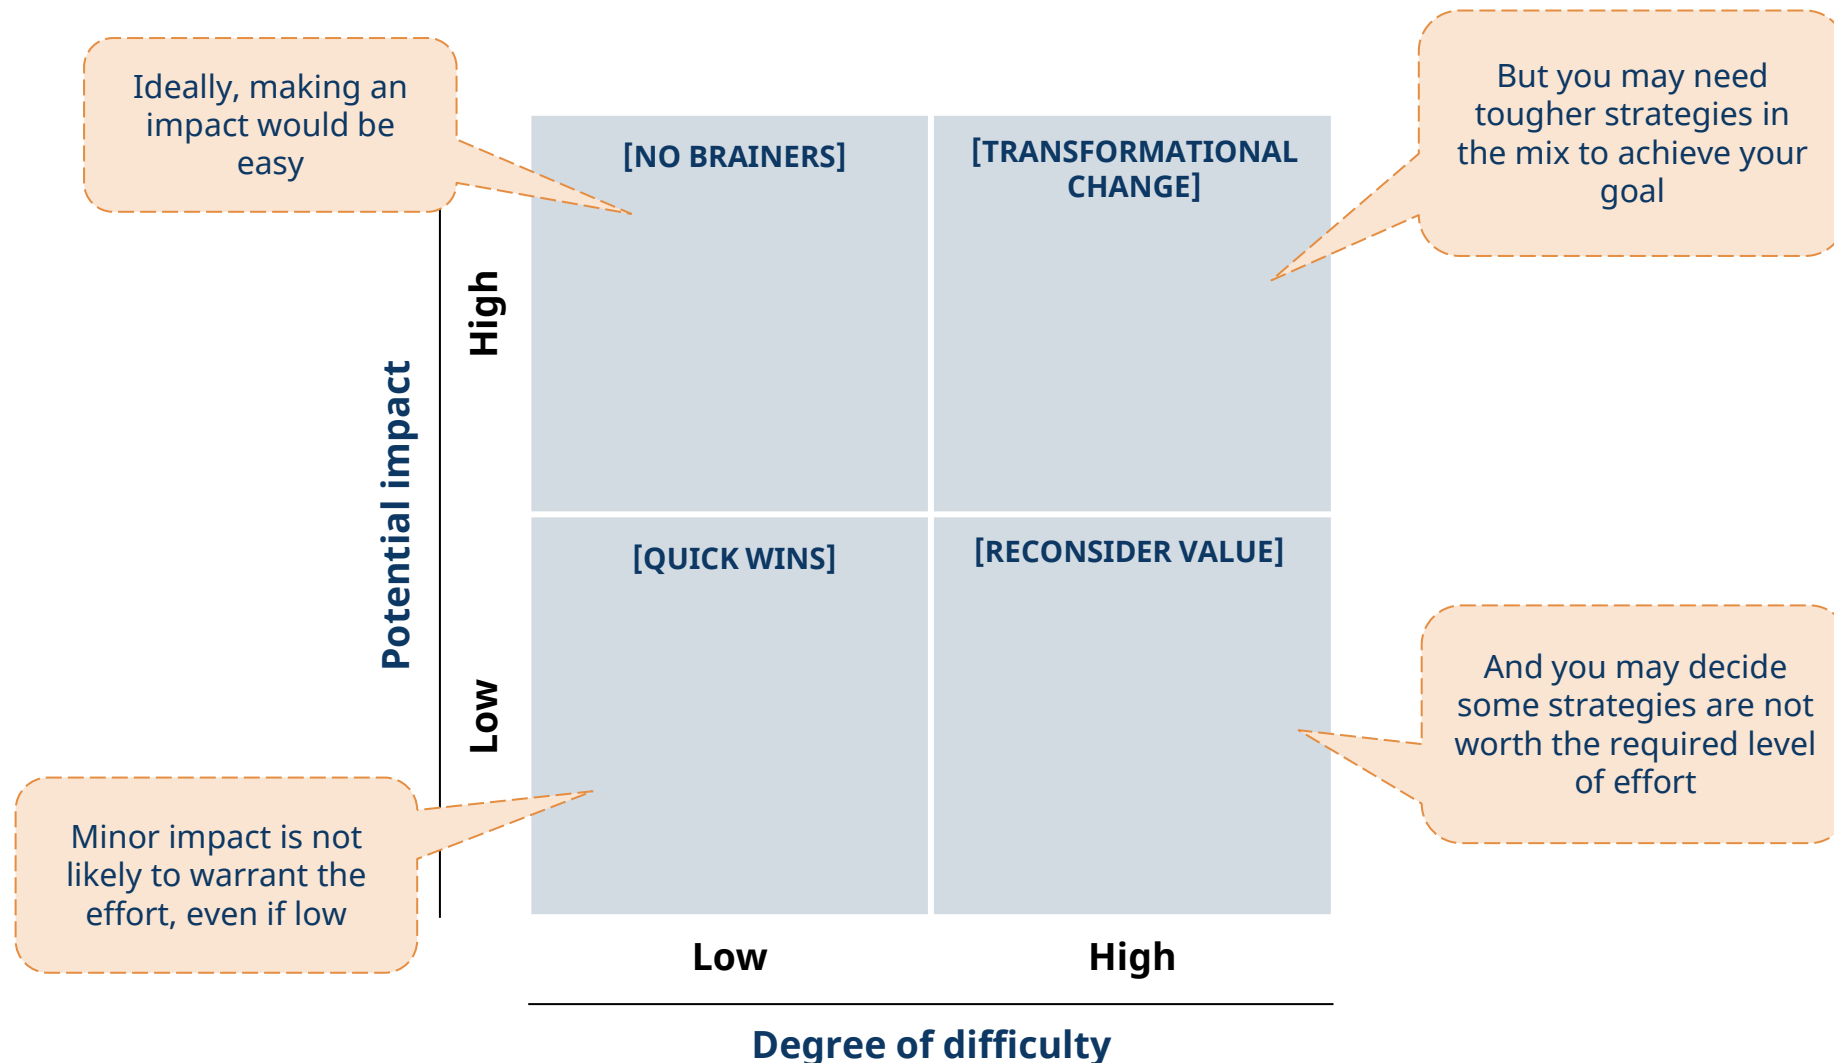 Ideally, making an
impact would be
easy
But you may need
tougher strategies in
the mix to achieve your
goal
[NO BRAINERS]
[TRANSFORMATIONAL
CHANGE]
High
Potential impact
[QUICK WINS]
[RECONSIDER VALUE]
Low
And you may decide
some strategies are not
worth the required level
of effort
Minor impact is not
likely to warrant the
effort, even if low
Low
High
Degree of difficulty